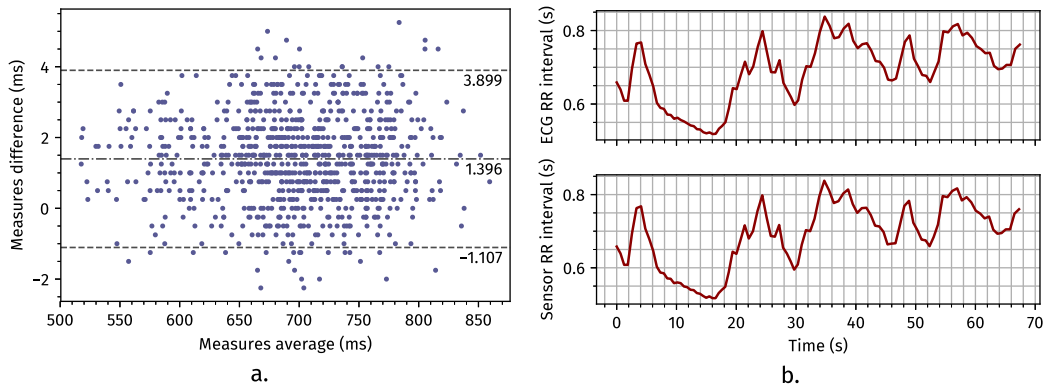 Measures difference (ms)
4
2
0
−2
3.899
1.396
−1.107
500 550 600 650 700 750 800 850
Measures average (ms)
a.
ECG RR interval (s)
0.8
0.6
Sensor RR interval (s)
0.8
0.6
0 10 20 30 40 50 60 70
Time (s)
b.